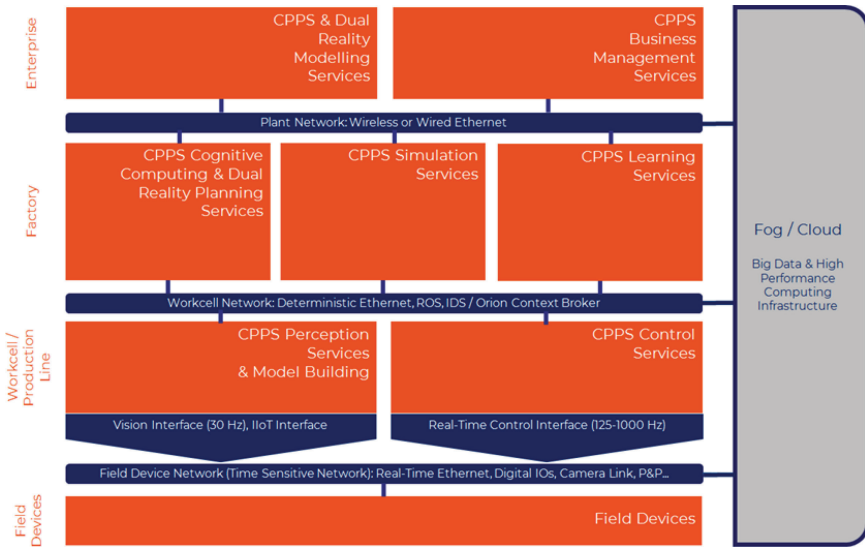 Enterprise
CPPS & Dual
Reality
Modelling
Services
CPPS
Business
Management
Services
Plant Network: Wireless or Wired Ethernet
Factory
CPPS Cognitive
Computing & Dual
Reality Planning
Services
CPPS Simulation
Services
CPPS Learning
Services
Workcell Network: Deterministic Ethernet, ROS, IDS / Orion Context Broker
Workcell /
Production
Line
CPPS Perception
Services
& Model Building
CPPS Control
Services
Vision Interface (30 Hz), IIoT Interface
Real-Time Control Interface (125-1000 Hz)
Field Device Network (Time Sensitive Network): Real-Time Ethernet, Digital IOs, Camera Link, P&P...
Field
Devices
Field Devices
Fog / Cloud
Big Data & High
Performance
Computing
Infrastructure